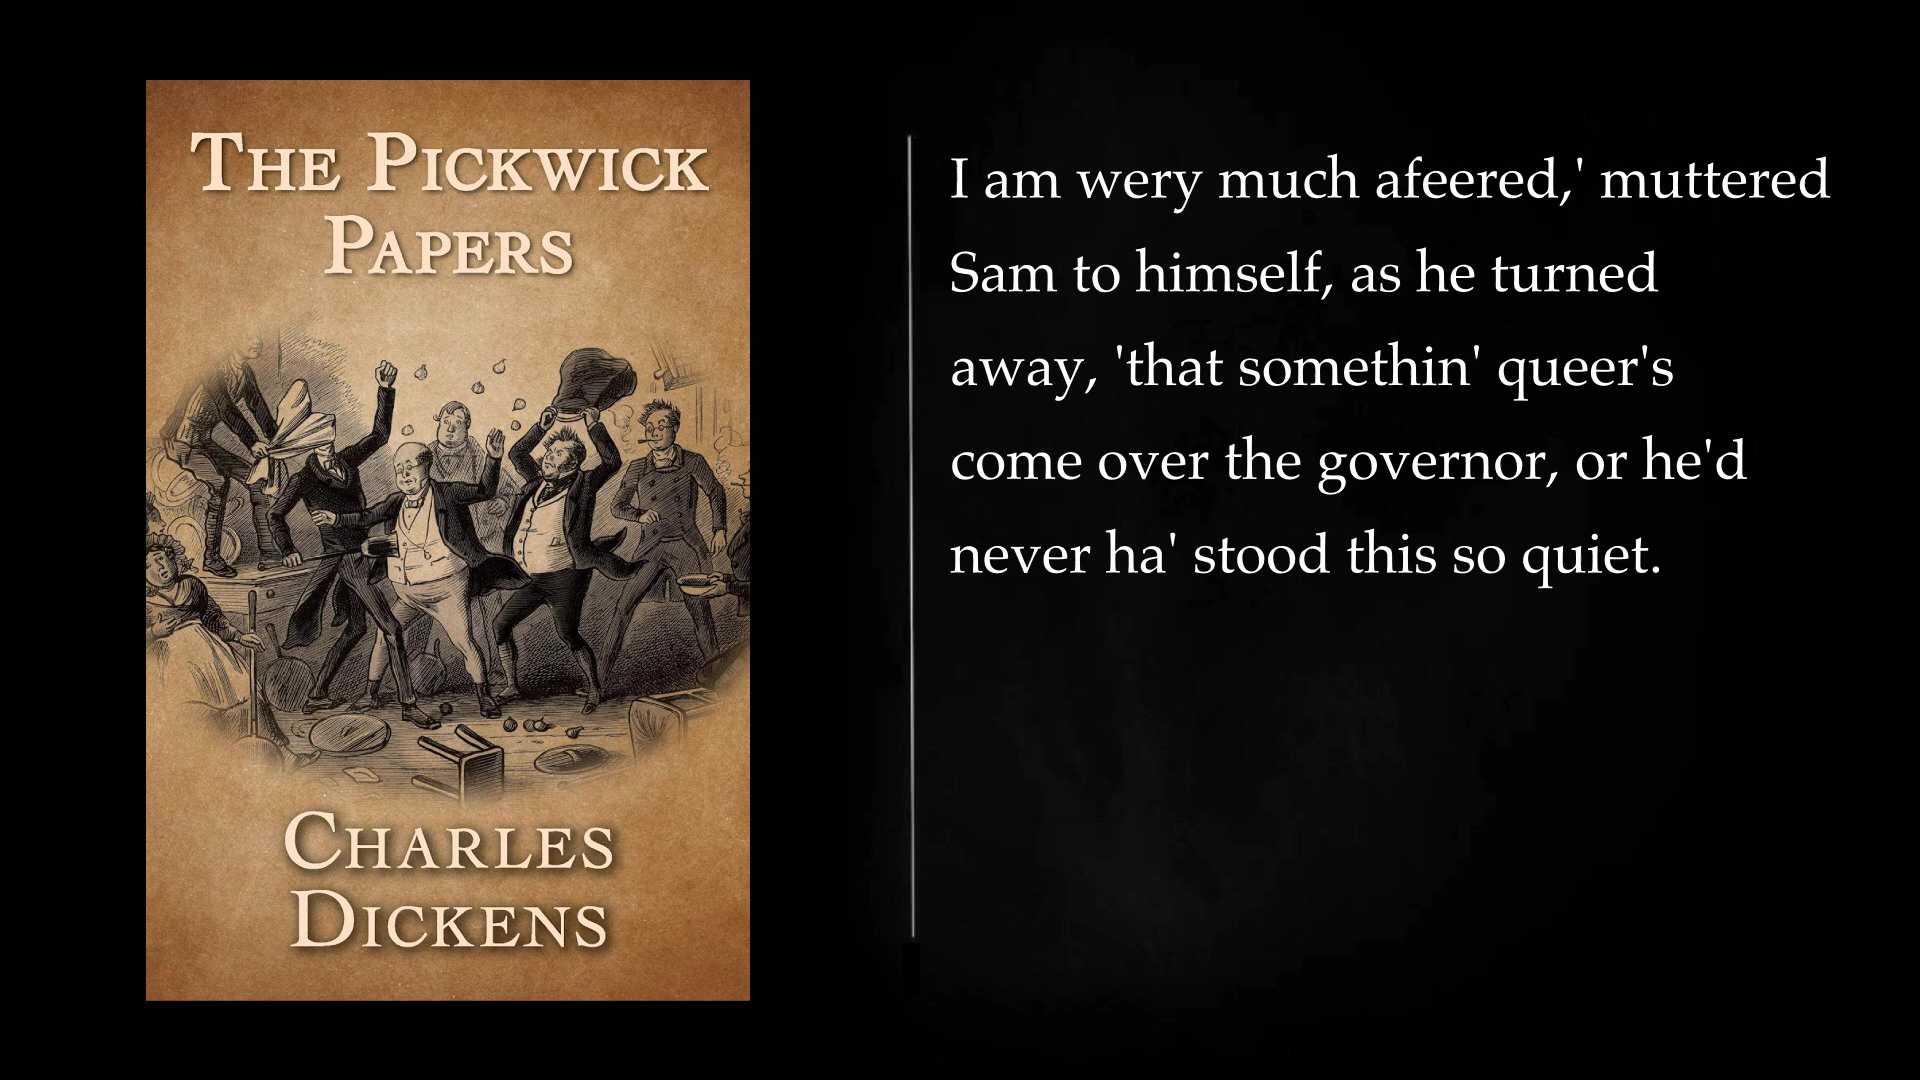 The Pickwick
Papers
Charles
Dickens
I am wery much afeered,' muttered
Sam to himself, as he turned
away, 'that somethin' queer's
come over the governor, or he'd
never ha' stood this so quiet.